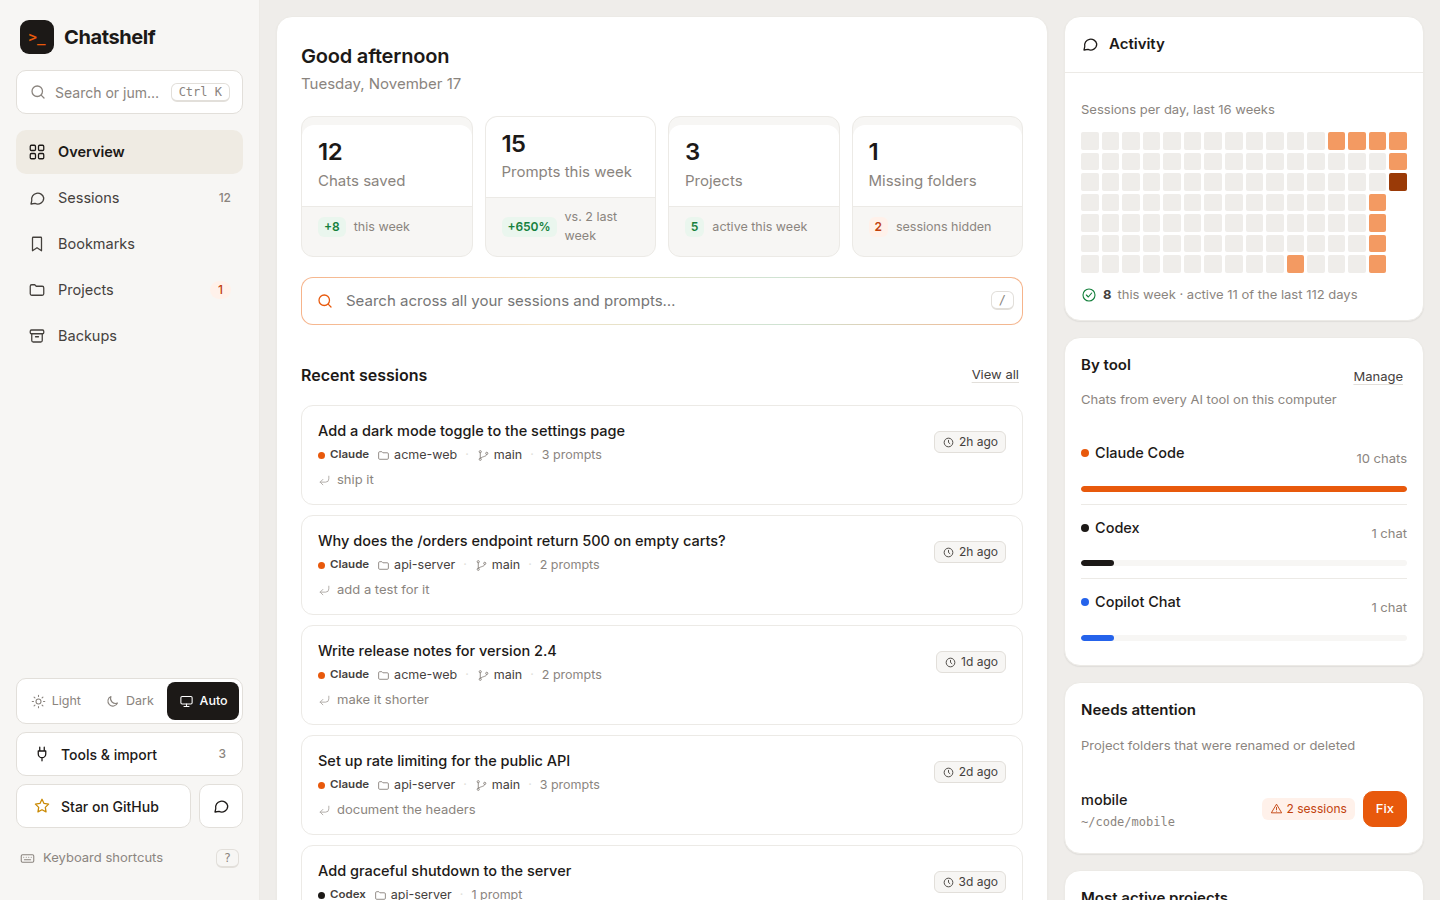 >_ Chatshelf
Search or jum... Ctrl K
Overview
Sessions 12
Bookmarks
Projects 1
Backups
Light Dark Auto
Tools & import 3
Star on GitHub
Keyboard shortcuts ?
Good afternoon
Tuesday, November 17
12
Chats saved
+8 this week
15
Prompts this week
+650% vs. 2 last
week
3
Projects
5 active this week
1
Missing folders
2 sessions hidden
Search across all your sessions and prompts... /
Recent sessions View all
Add a dark mode toggle to the settings page
2h ago
Claude acme-web · main · 3 prompts
ship it
Why does the /orders endpoint return 500 on empty carts?
2h ago
Claude api-server · main · 2 prompts
add a test for it
Write release notes for version 2.4
1d ago
Claude acme-web · main · 2 prompts
make it shorter
Set up rate limiting for the public API
2d ago
Claude api-server · main · 3 prompts
document the headers
Add graceful shutdown to the server
3d ago
Codex api-server · 1 prompt
Activity
Sessions per day, last 16 weeks
8 this week · active 11 of the last 112 days
By tool
Manage
Chats from every AI tool on this computer
Claude Code
10 chats
Codex
1 chat
Copilot Chat
1 chat
Needs attention
Project folders that were renamed or deleted
mobile
~/code/mobile
2 sessions Fix
Most active projects